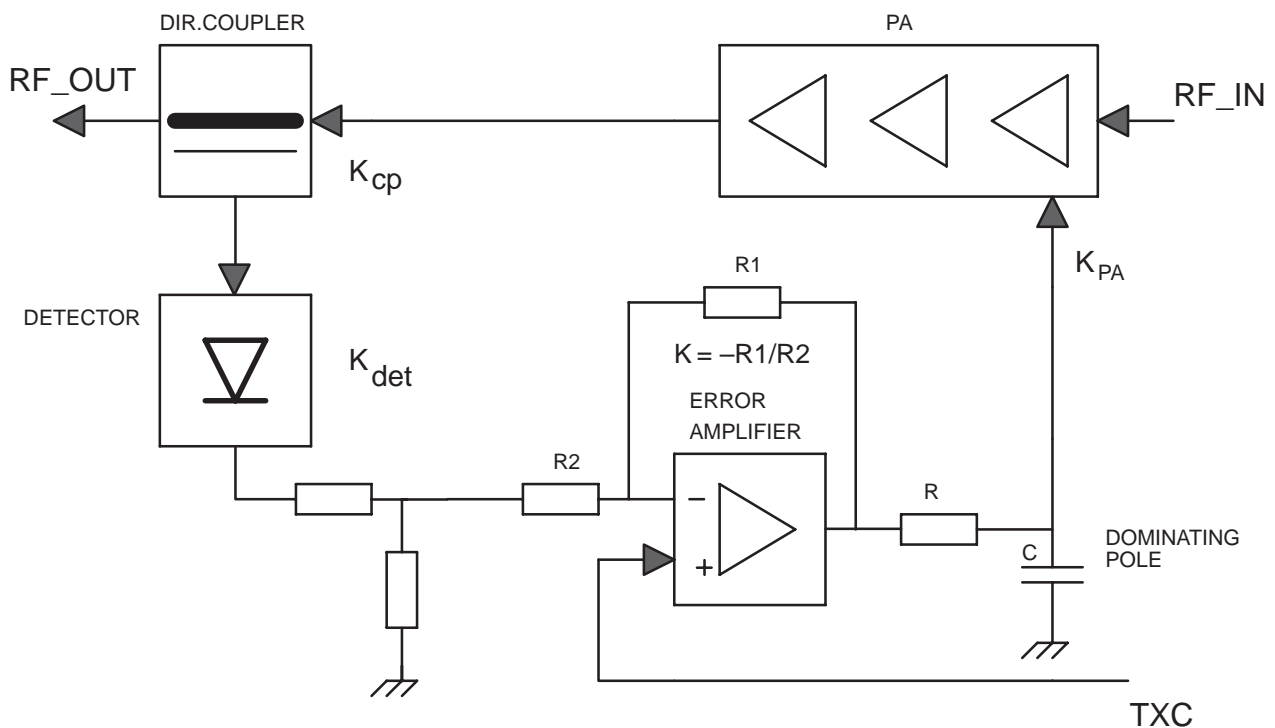 DIR.COUPLER
PA
RF_OUT
RF_IN
Kcp
KPA
R1
DETECTOR
Kdet
K = –R1/R2
ERROR
AMPLIFIER
R2
–
R
+
C
DOMINATING
POLE
TXC